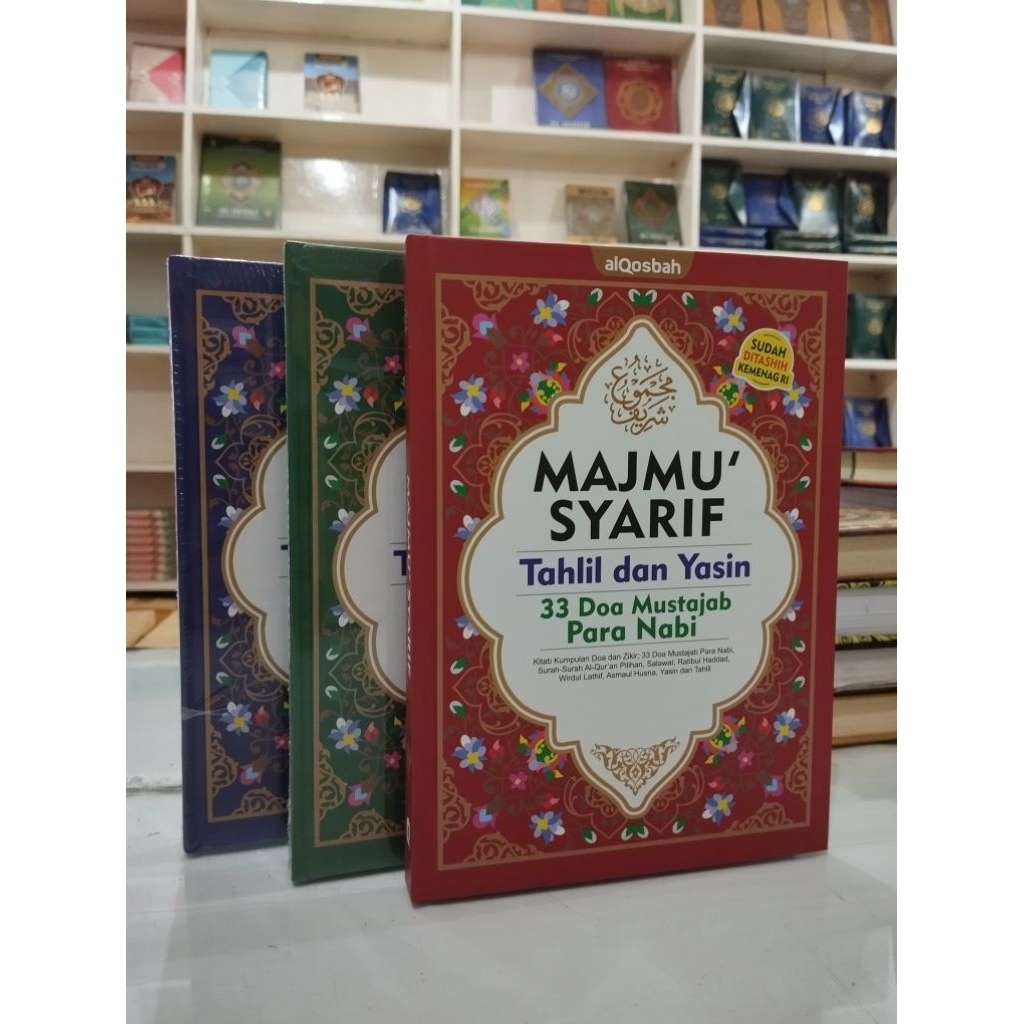 alQosbah
SUDAH
DITASHIH
KEMENAG RI
مجموع
شريف
MAJMU'
SYARIF
Tahlil dan Yasin
33 Doa Mustajab
Para Nabi
Kitab Kumpulan Doa dan Zikir; 33 Doa Mustajab Para Nabi,
Surah-Surah Al-Qur'an Pilihan, Salawat, Ratibul Haddad,
Wirdul Lathif, Asmaul Husna, Yasin dan Tahlil
T
T